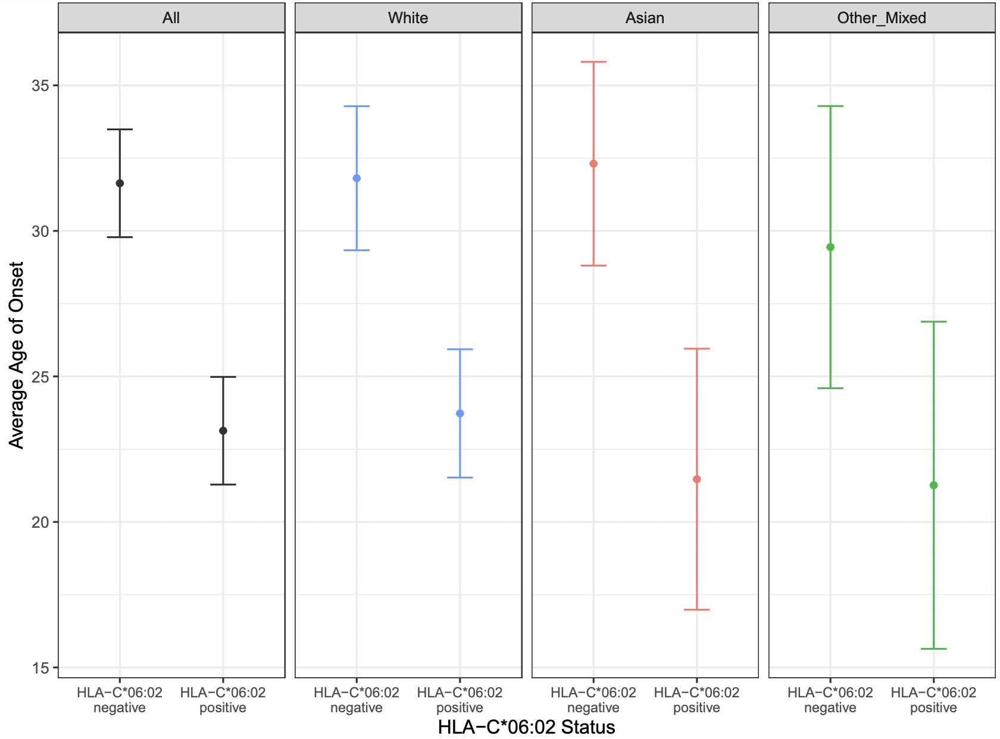 All
White
Asian
Other_Mixed
Average Age of Onset
35
30
25
20
15
HLA−C*06:02
negative
HLA−C*06:02
positive
HLA−C*06:02
negative
HLA−C*06:02
positive
HLA−C*06:02
negative
HLA−C*06:02
positive
HLA−C*06:02
negative
HLA−C*06:02
positive
HLA−C*06:02 Status